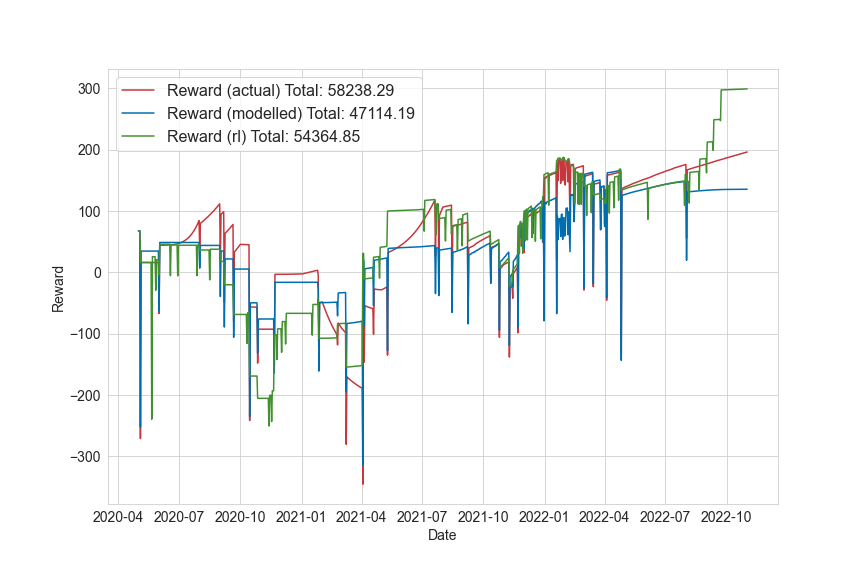 Reward (actual) Total: 58238.29
Reward (modelled) Total: 47114.19
Reward (rl) Total: 54364.85
300
200
100
0
−100
−200
−300
Reward
2020-04 2020-07 2020-10 2021-01 2021-04 2021-07 2021-10 2022-01 2022-04 2022-07 2022-10
Date